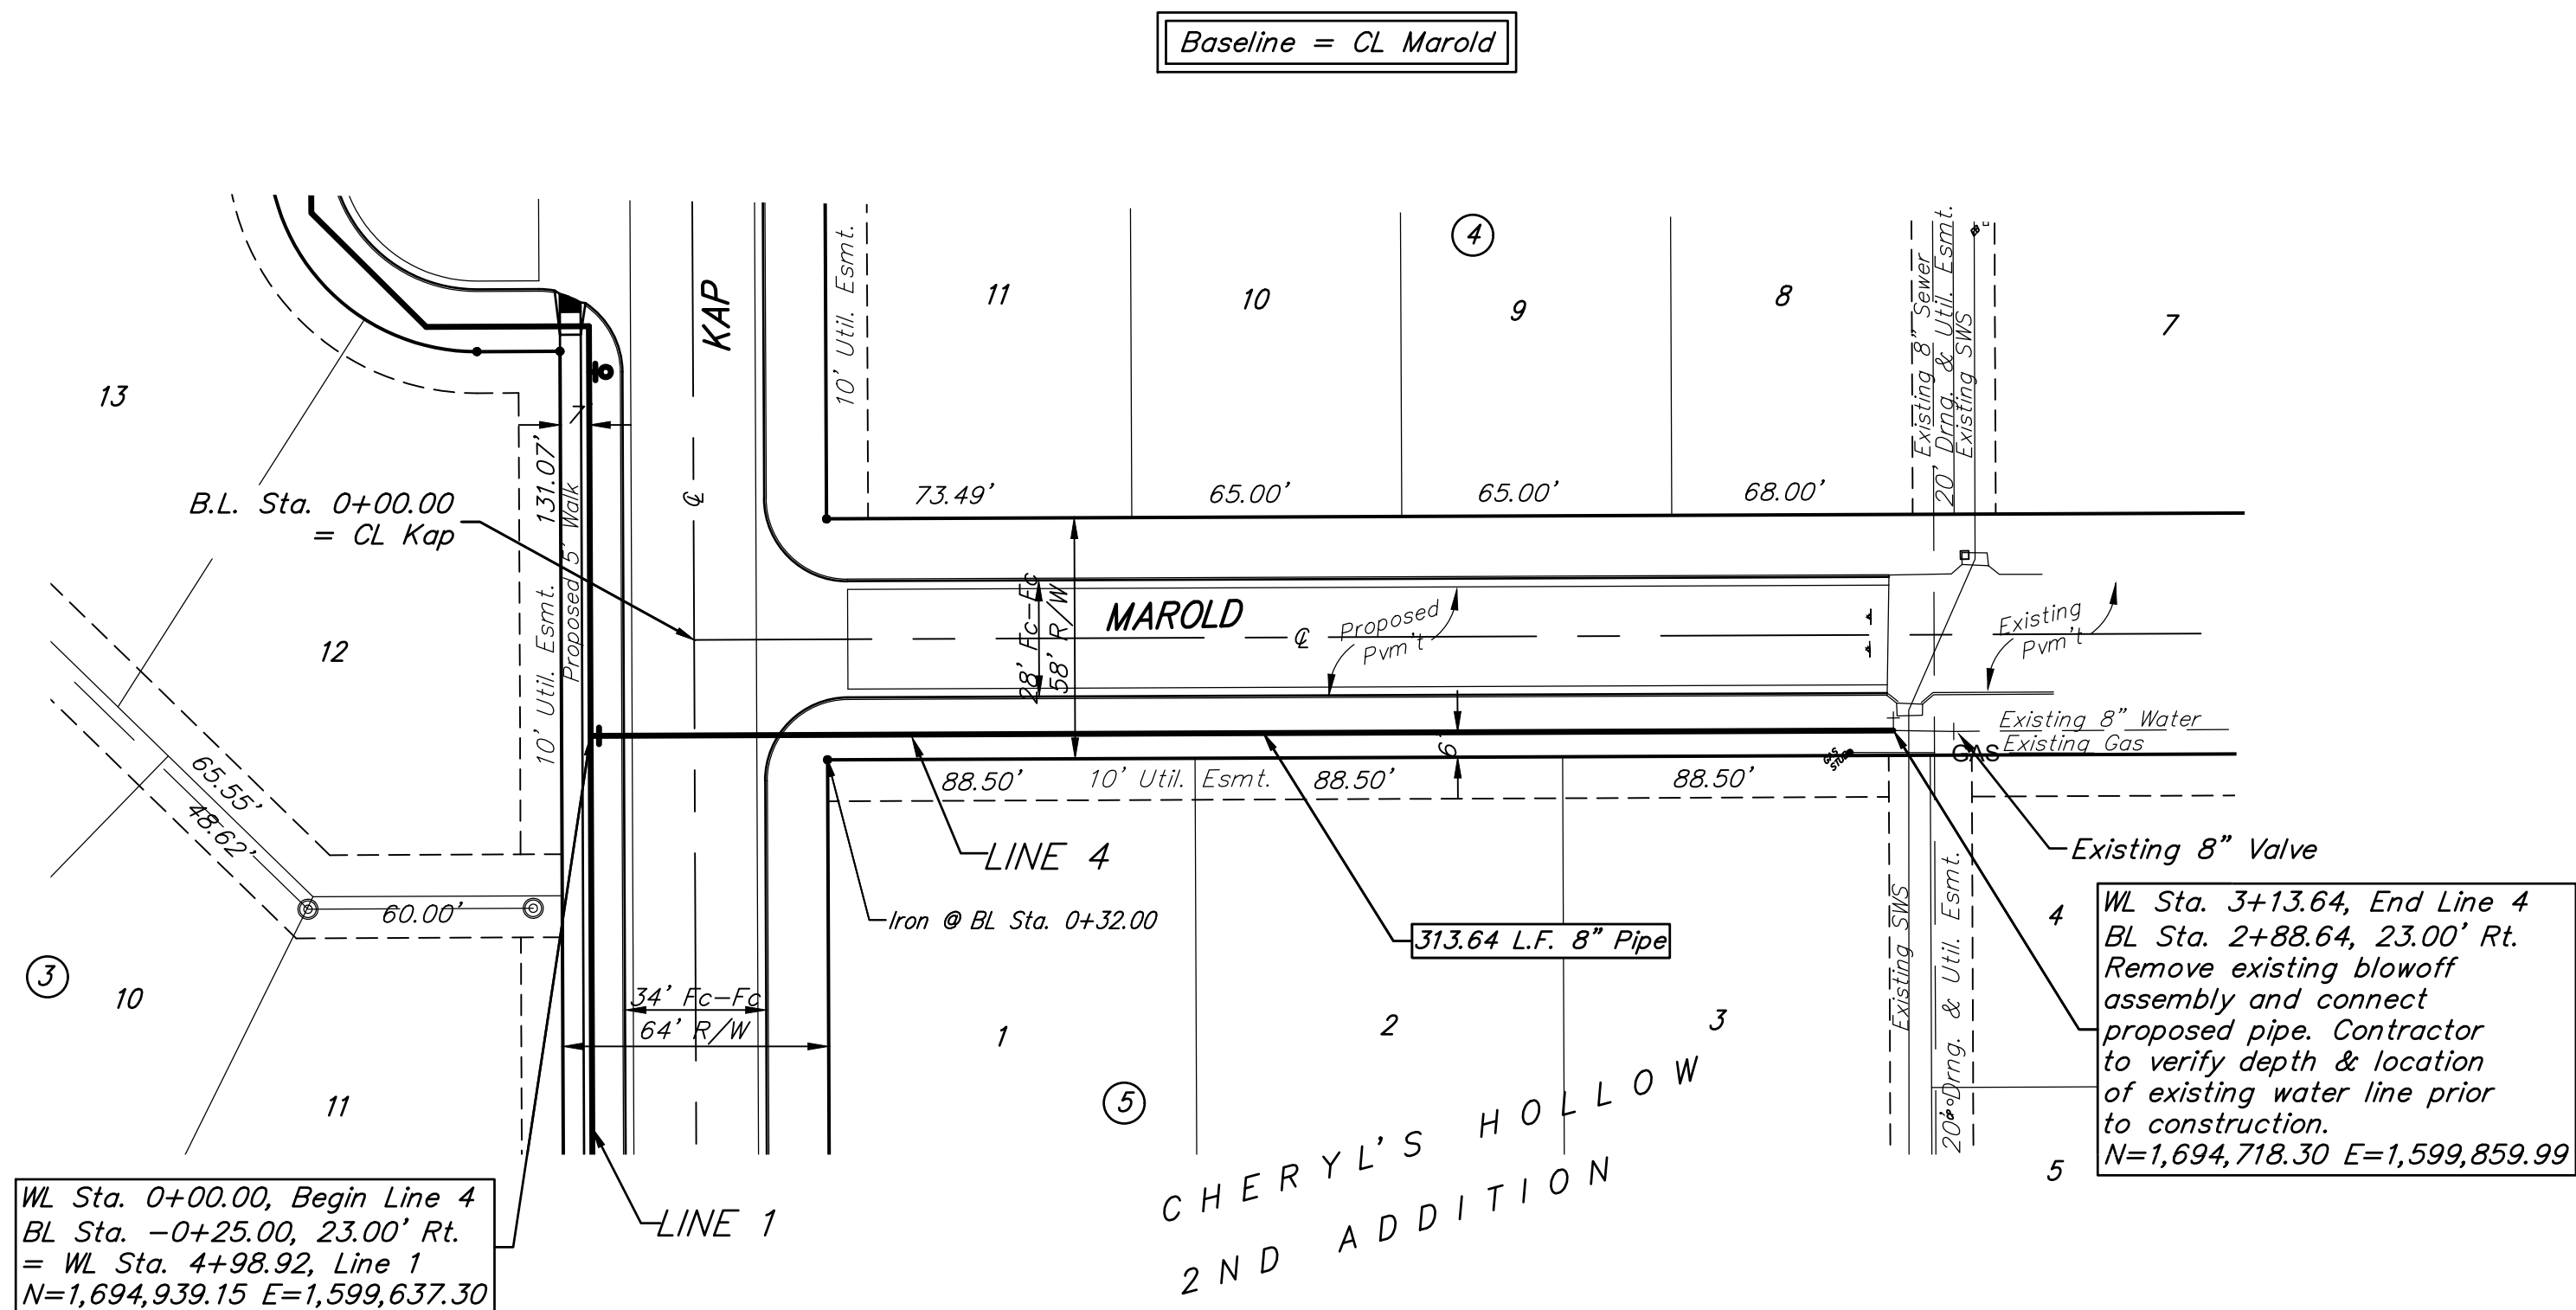 Baseline = CL Marold
KAP
10' Util. Esmt.
11
10
9
8
7
4
Existing 8" Sewer
20' Drng. & Util. Esmt.
Existing SWS
13
7'
131.07'
10' Util. Esmt.
Proposed 5' Walk
B.L. Sta. 0+00.00
= CL Kap
73.49'
65.00'
65.00'
68.00'
12
28' Fc-Fc
58' R/W
MAROLD
Proposed
Pvm't
Existing
Pvm't
Existing 8" Water
Existing Gas
GAS
GAS
STUB
6'
88.50'
10' Util. Esmt.
88.50'
88.50'
65.55'
48.62'
60.00'
LINE 4
Iron @ BL Sta. 0+32.00
313.64 L.F. 8" Pipe
Existing 8" Valve
Existing SWS
20' Drng. & Util. Esmt.
4
WL Sta. 3+13.64, End Line 4
BL Sta. 2+88.64, 23.00' Rt.
Remove existing blowoff
assembly and connect
proposed pipe. Contractor
to verify depth & location
of existing water line prior
to construction.
N=1,694,718.30 E=1,599,859.99
3
10
11
34' Fc-Fc
64' R/W
1
2
3
5
5
CHERYL'S HOLLOW
2ND ADDITION
LINE 1
WL Sta. 0+00.00, Begin Line 4
BL Sta. -0+25.00, 23.00' Rt.
= WL Sta. 4+98.92, Line 1
N=1,694,939.15 E=1,599,637.30